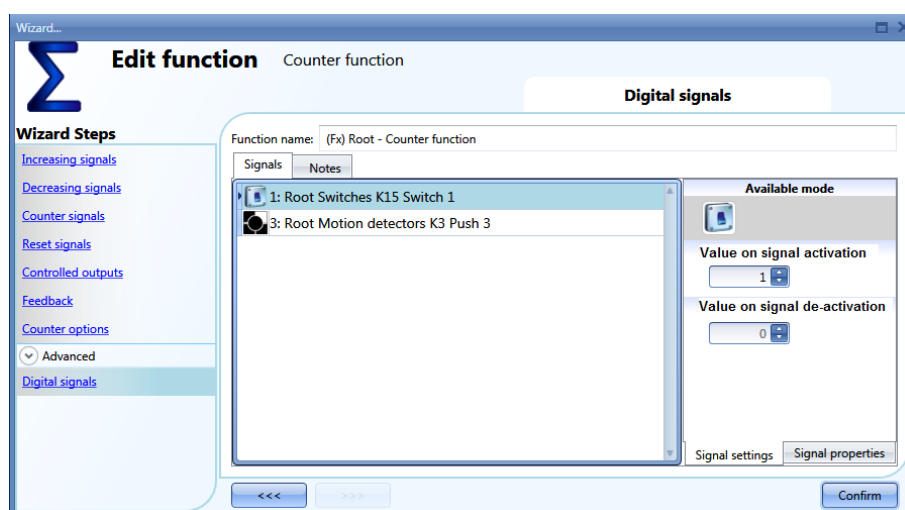 Wizard...
Edit function Counter function
Digital signals
Wizard Steps
Increasing signals
Decreasing signals
Counter signals
Reset signals
Controlled outputs
Feedback
Counter options
Advanced
Digital signals
Function name: (Fx) Root - Counter function
Signals Notes
1: Root Switches K15 Switch 1
3: Root Motion detectors K3 Push 3
Available mode
Value on signal activation
1
Value on signal de-activation
0
Signal settings Signal properties
<<< >>> Confirm